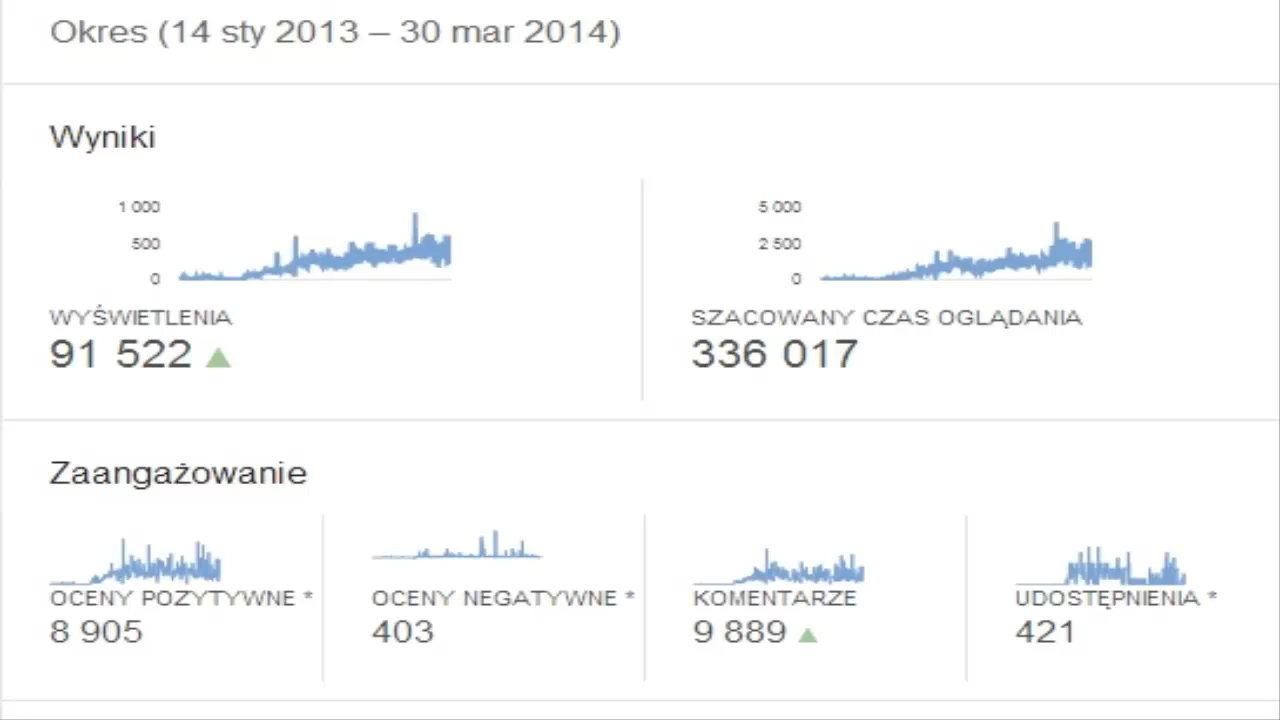 Okres (14 sty 2013 – 30 mar 2014)
Wyniki
1 000
500
0
WYŚWIETLENIA
91 522
5 000
2 500
0
SZACOWANY CZAS OGLĄDANIA
336 017
Zaangażowanie
OCENY POZYTYWNE *
8 905
OCENY NEGATYWNE *
403
KOMENTARZE
9 889
UDOSTĘPNIENIA *
421